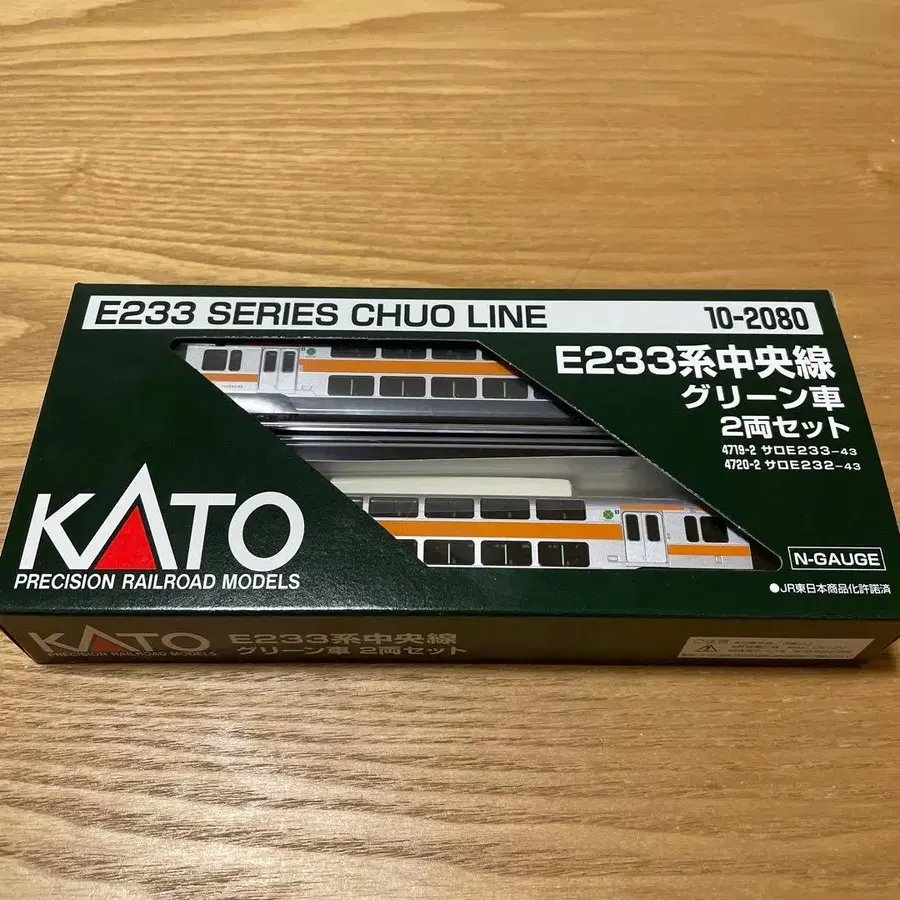 E233 SERIES CHUO LINE 10-2080
E233系中央線
グリーン車
2両セット
4719-2 サロE233-43
4720-2 サロE232-43
KATO
PRECISION RAILROAD MODELS
N-GAUGE
●JR東日本商品化許諾済
KATO
PRECISION RAILROAD MODELS
E233系中央線
グリーン車 2両セット